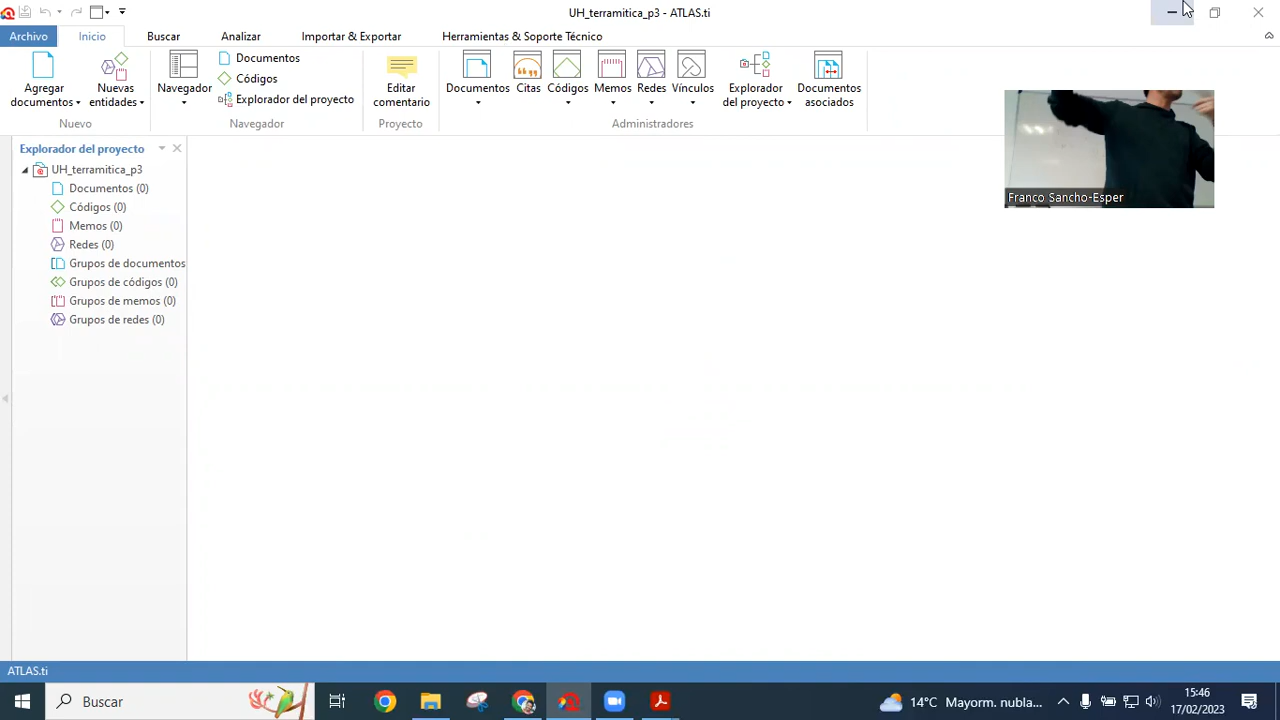 UH_terramitica_p3 - ATLAS.ti
Archivo Inicio Buscar Analizar Importar & Exportar Herramientas & Soporte Técnico
Agregar documentos
Nuevas entidades
Nuevo
Navegador
Documentos
Códigos
Explorador del proyecto
Navegador
Editar comentario
Proyecto
Documentos
Citas
Códigos
Memos
Redes
Vínculos
Explorador del proyecto
Documentos asociados
Administradores
Explorador del proyecto
UH_terramitica_p3
Documentos (0)
Códigos (0)
Memos (0)
Redes (0)
Grupos de documentos
Grupos de códigos (0)
Grupos de memos (0)
Grupos de redes (0)
Franco Sancho-Esper
ATLAS.ti
Buscar
14°C Mayorm. nubla...
15:46
17/02/2023